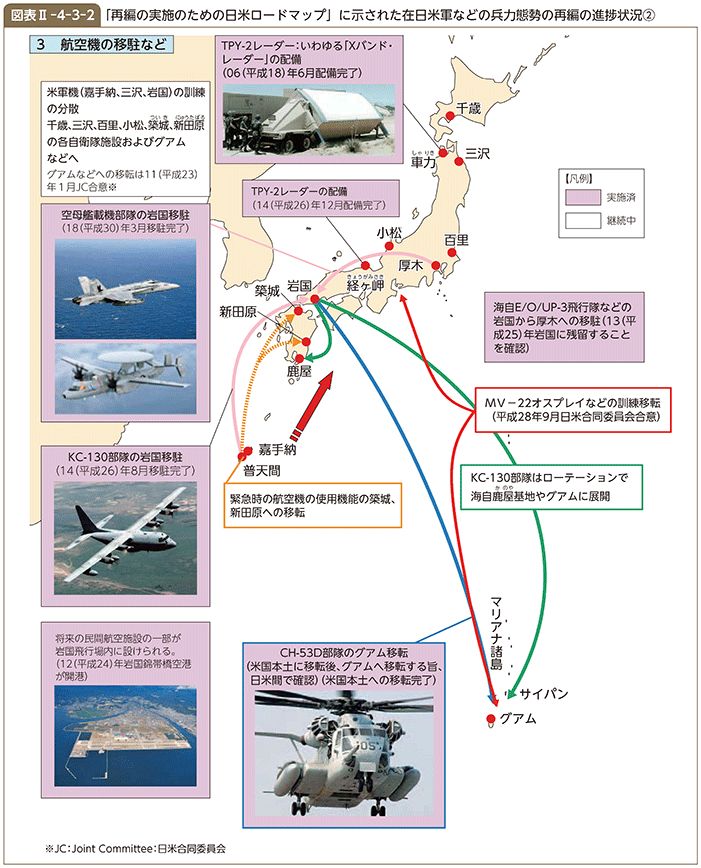 図表Ⅱ-4-3-2
「再編の実施のための日米ロードマップ」に示された在日米軍などの兵力態勢の再編の進捗状況②
3 航空機の移駐など
米軍機(嘉手納、三沢、岩国)の訓練
の分散
千歳、三沢、百里、小松、築城、新田原
ついき
にゅうたばる
の各自衛隊施設およびグアム
などへ
グアムなどへの移転は11(平成23)
年1月JC合意※
TPY-2レーダー:いわゆる「Xバンド・
レーダー」の配備
(06(平成18)年6月配備完了)
TPY-2レーダーの配備
(14(平成26)年12月配備完了)
空母艦載機部隊の岩国移駐
(18(平成30)年3月移駐完了)
千歳
しゃりき
車力
三沢
【凡例】
実施済
継続中
小松
百里
厚木
きょうがみさき
経ヶ岬
岩国
築城
新田原
鹿屋
嘉手納
普天間
海自E/O/UP-3飛行隊などの
岩国から厚木への移駐(13(平
成25)年岩国に残留すること
を確認)
MV-22オスプレイなどの訓練移転
(平成28年9月日米合同委員会合意)
KC-130部隊はローテーションで
かのや
海自鹿屋基地やグアムに展開
KC-130部隊の岩国移駐
(14(平成26)年8月移駐完了)
緊急時の航空機の使用機能の築城、
新田原への移転
将来の民間航空施設の一部が
岩国飛行場内に設けられる。
(12(平成24)年岩国錦帯橋空港
が開港)
CH-53D部隊のグアム移転
(米国本土に移転後、グアムへ移転する旨、
日米間で確認)(米国本土への移転完了)
05
マリアナ諸島
サイパン
グアム
※JC:Joint Committee:日米合同委員会